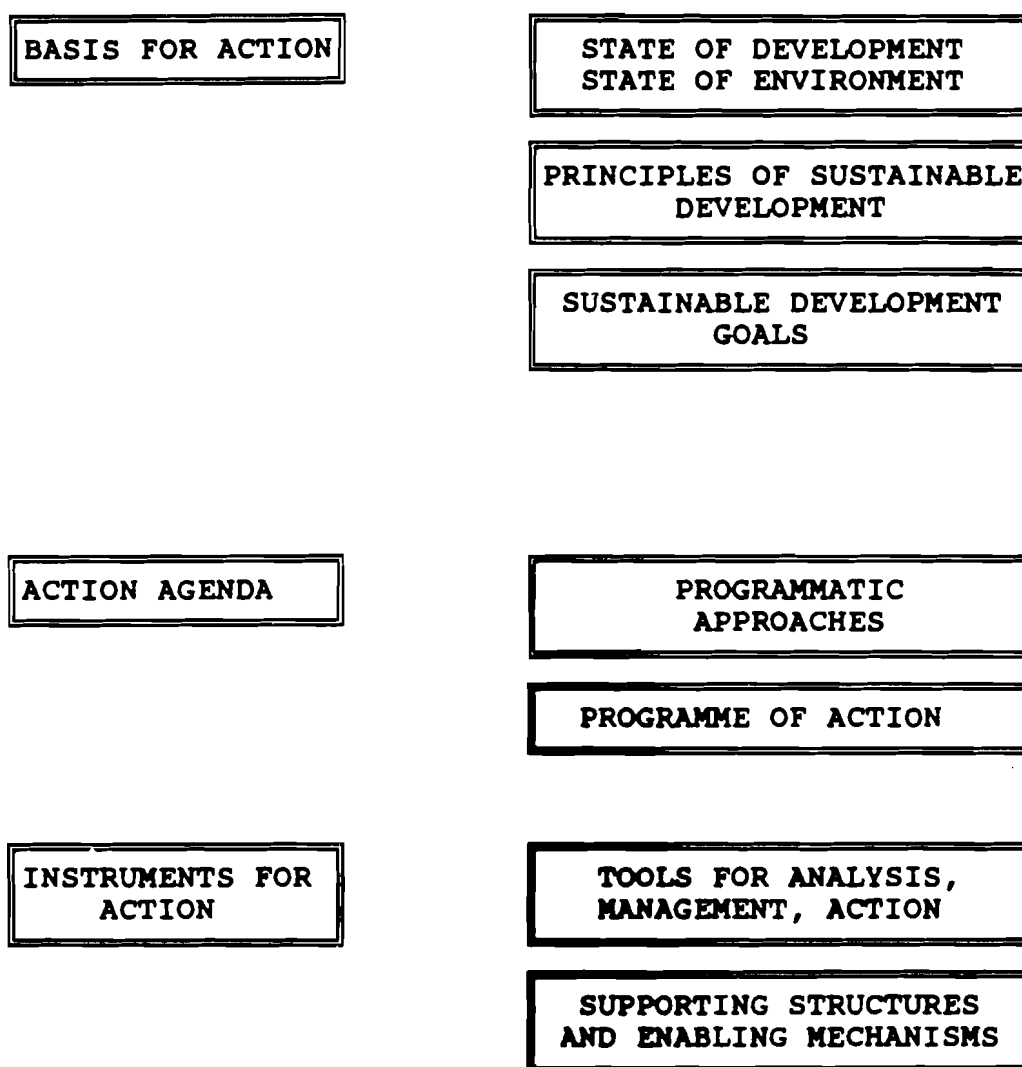 BASIS FOR ACTION
STATE OF DEVELOPMENT
STATE OF ENVIRONMENT
PRINCIPLES OF SUSTAINABLE
DEVELOPMENT
SUSTAINABLE DEVELOPMENT
GOALS
ACTION AGENDA
PROGRAMMATIC
APPROACHES
PROGRAMME OF ACTION
INSTRUMENTS FOR
ACTION
TOOLS FOR ANALYSIS,
MANAGEMENT, ACTION
SUPPORTING STRUCTURES
AND ENABLING MECHANISMS